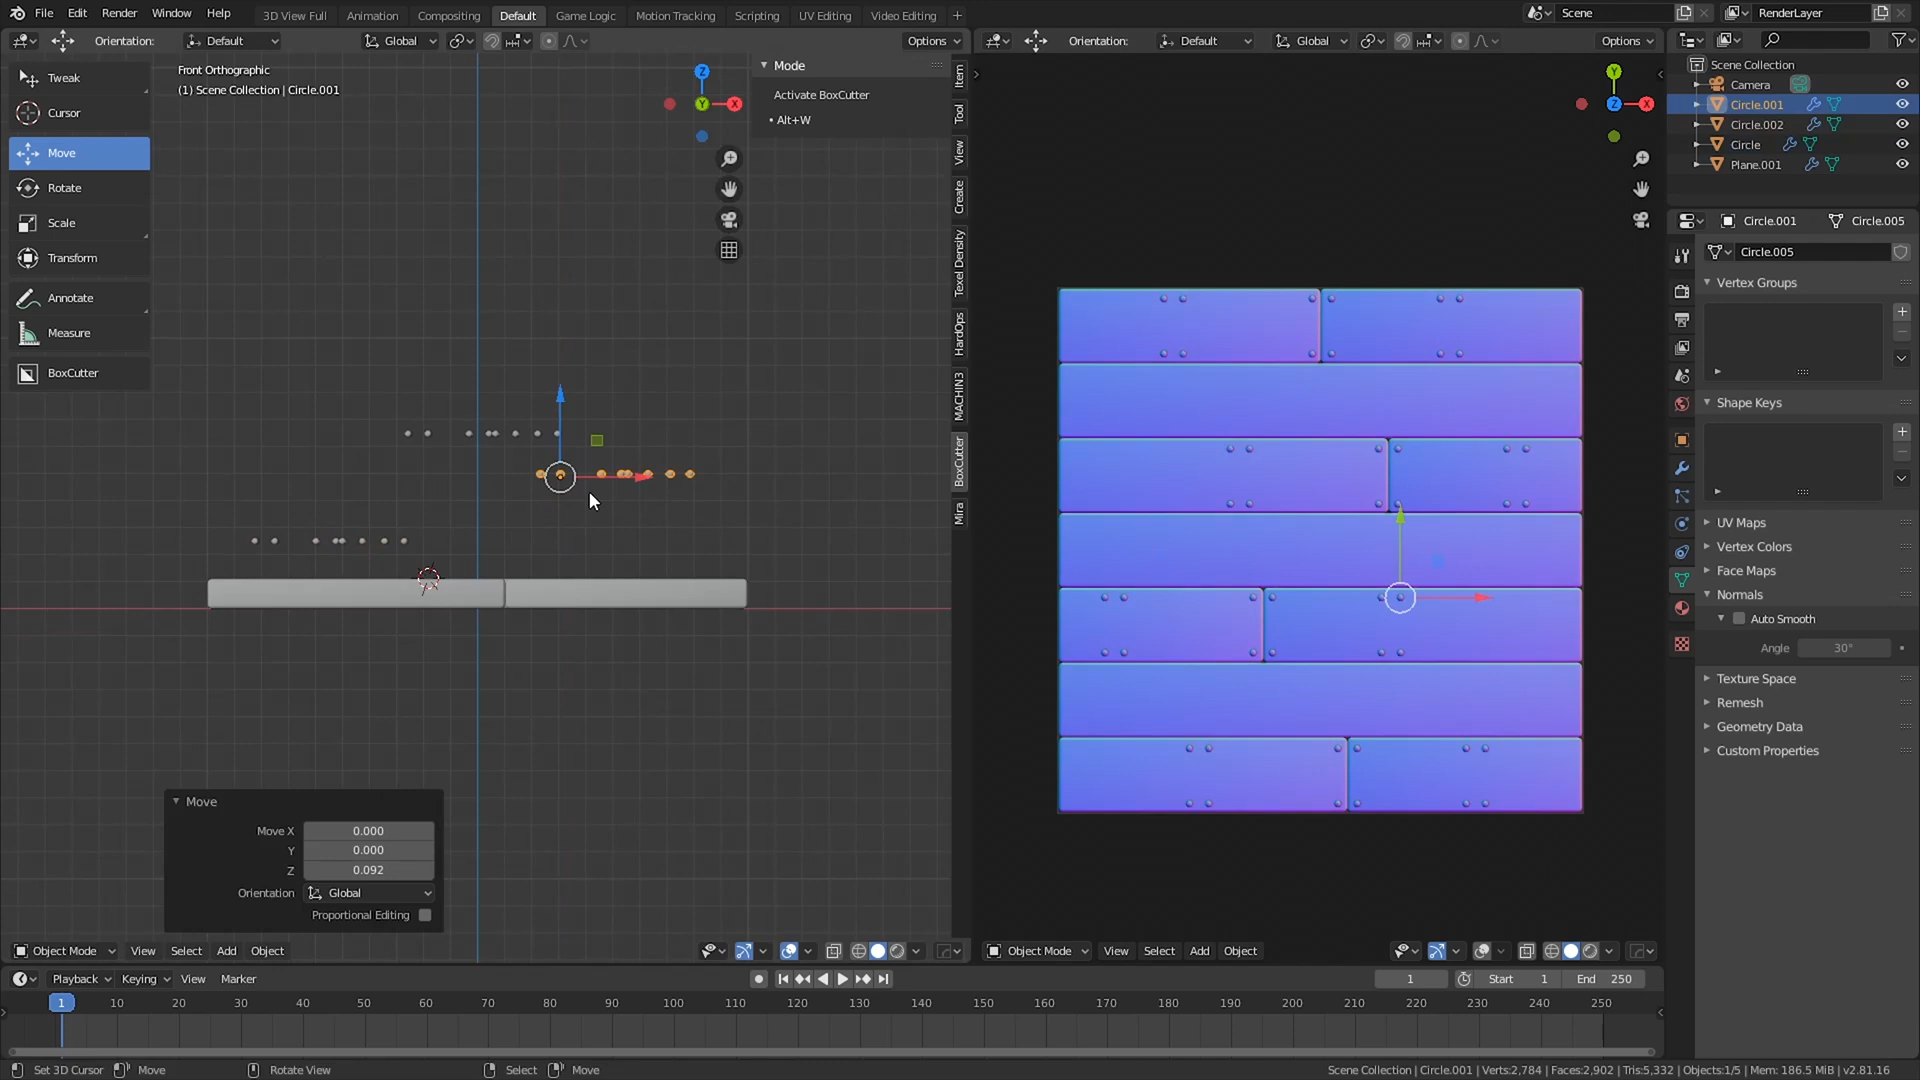 File Edit Render Window Help 3D View Full Animation Compositing Default Game Logic Motion Tracking Scripting UV Editing Video Editing + Scene RenderLayer
Orientation: Default Global Options
Orientation: Default Global Options
Tweak
Cursor
Move
Rotate
Scale
Transform
Annotate
Measure
BoxCutter
Front Orthographic
(1) Scene Collection | Circle.001
Z
Y
X
Mode
Activate BoxCutter
• Alt+W
Item
Tool
View
Create
Texel Density
HardOps
MACHIN3
BoxCutter
Mira
Y
Z
X
Move
Move X 0.000
Y 0.000
Z 0.092
Orientation Global
Proportional Editing
Object Mode View Select Add Object
Object Mode View Select Add Object
Scene Collection
Camera
Circle.001
Circle.002
Circle
Plane.001
Circle.001 Circle.005
Circle.005
Vertex Groups
Shape Keys
UV Maps
Vertex Colors
Face Maps
Normals
Auto Smooth
Angle 30°
Texture Space
Remesh
Geometry Data
Custom Properties
Playback Keying View Marker 1 Start 1 End 250
1 10 20 30 40 50 60 70 80 90 100 110 120 130 140 150 160 170 180 190 200 210 220 230 240 250
Set 3D Cursor Move Rotate View Select Move Scene Collection | Circle.001 | Verts:2,784 | Faces:2,902 | Tris:5,332 | Objects:1/5 | Mem: 186.5 MiB | v2.81.16